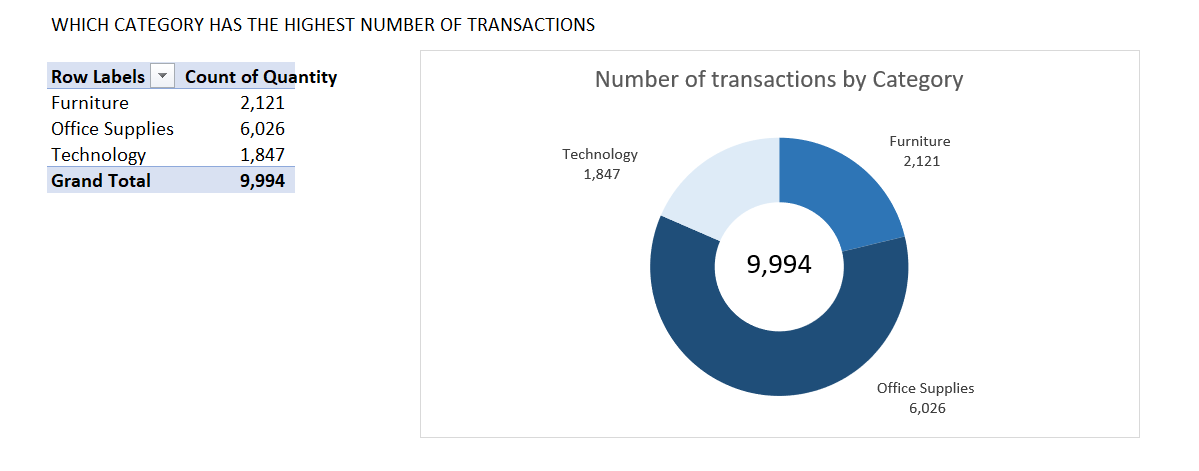 WHICH CATEGORY HAS THE HIGHEST NUMBER OF TRANSACTIONS
Row Labels Count of Quantity
Furniture 2,121
Office Supplies 6,026
Technology 1,847
Grand Total 9,994
Number of transactions by Category
Technology
1,847
Furniture
2,121
9,994
Office Supplies
6,026